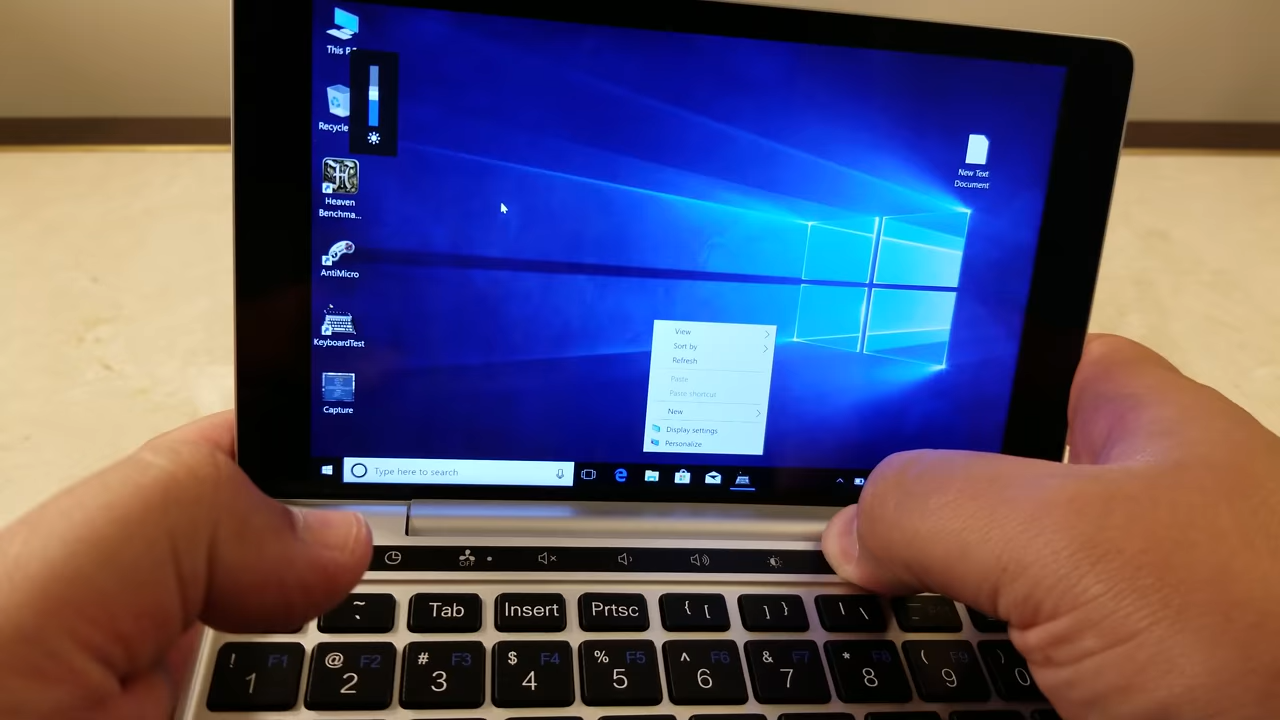 This P
Recycle
Heaven
Benchma...
AntiMicro
KeyboardTest
Capture
New Text
Document
View
Sort by
Refresh
Paste
Paste shortcut
New
Display settings
Personalize
Type here to search
OFF
~ Tab Insert Prtsc { [ ] } | \
! F1 @ F2 # F3 $ F4 % F5 ^ F6 & F7 * F8 ( F9 )
1 2 3 4 5 6 7 8 9 0